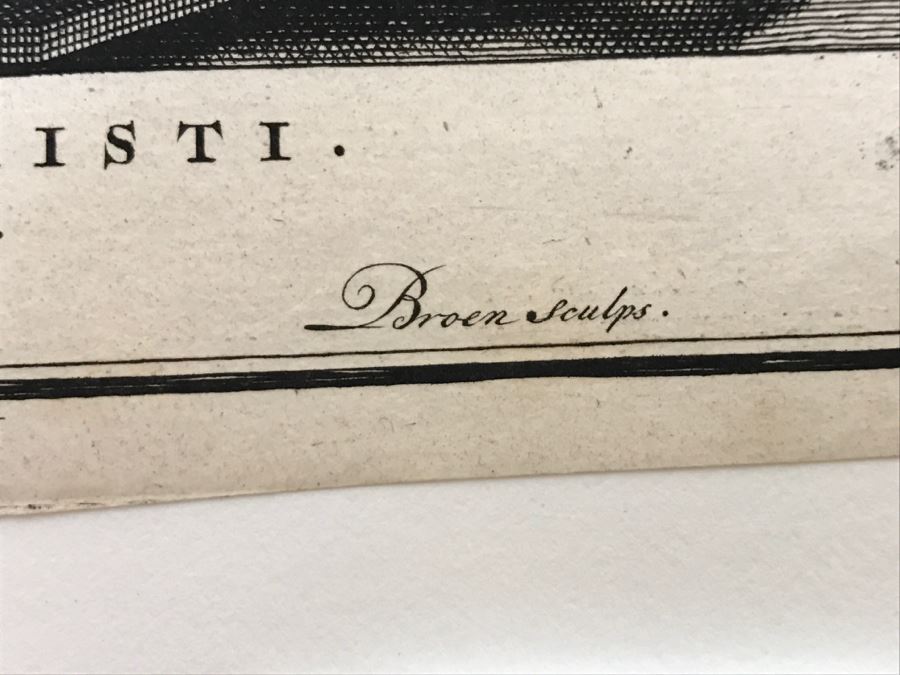 ISTI.
Broen sculps.